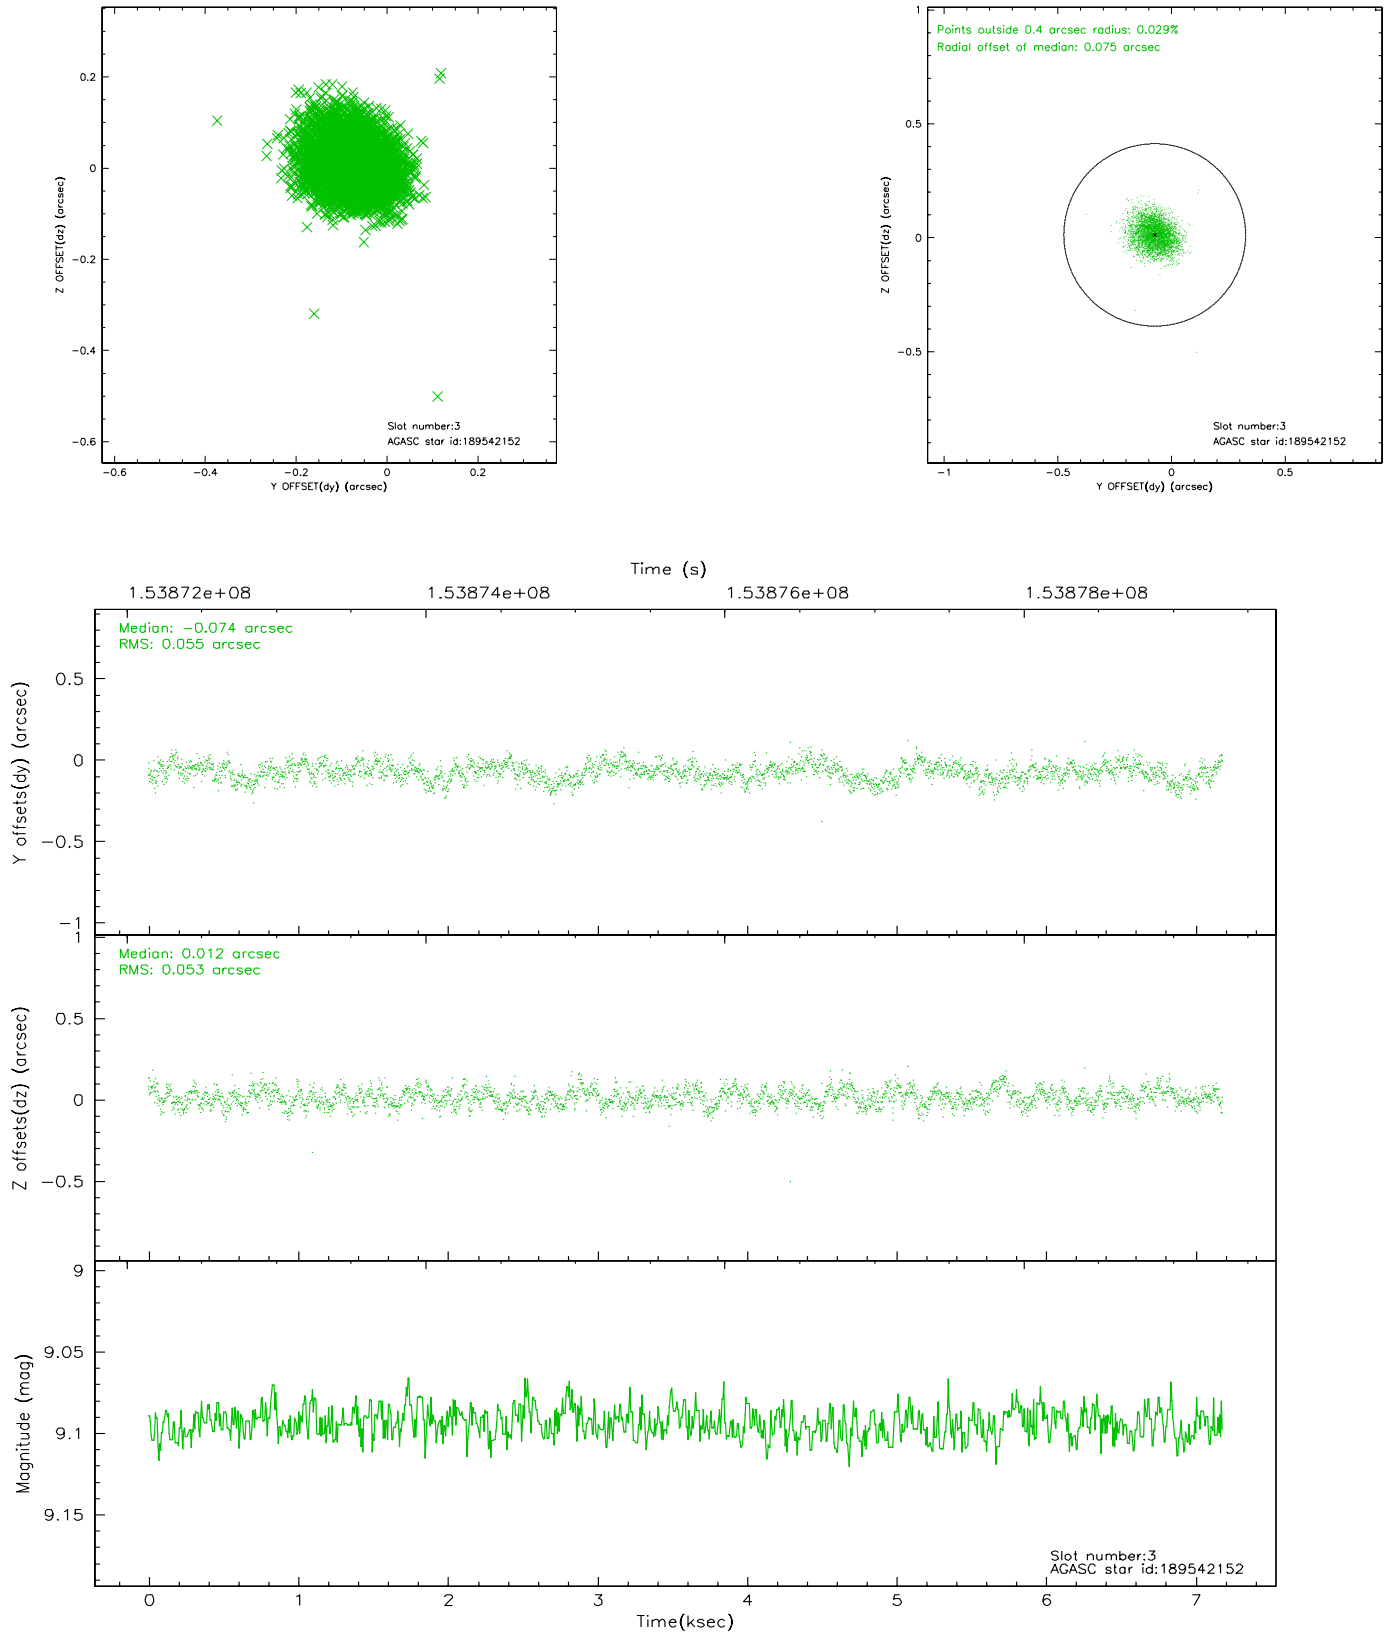 0.2
0
−0.2
−0.4
−0.6
Z OFFSET(dz) (arcsec)
Slot number:3
AGASC star id:189542152
−0.6
−0.4
−0.2
0
0.2
Y OFFSET(dy) (arcsec)
1
0.5
0
−0.5
Z OFFSET(dz) (arcsec)
Points outside 0.4 arcsec radius: 0.029%
Radial offset of median: 0.075 arcsec
Slot number:3
AGASC star id:189542152
−1
−0.5
0
0.5
Y OFFSET(dy) (arcsec)
Time (s)
1.53872e+08
1.53874e+08
1.53876e+08
1.53878e+08
Median: −0.074 arcsec
RMS: 0.055 arcsec
0.5
0
−0.5
−1
Y offsets(dy) (arcsec)
Median: 0.012 arcsec
RMS: 0.053 arcsec
1
0.5
0
−0.5
Z offsets(dz) (arcsec)
9
9.05
9.1
9.15
Magnitude (mag)
Slot number:3
AGASC star id:189542152
0
1
2
3
4
5
6
7
Time(ksec)